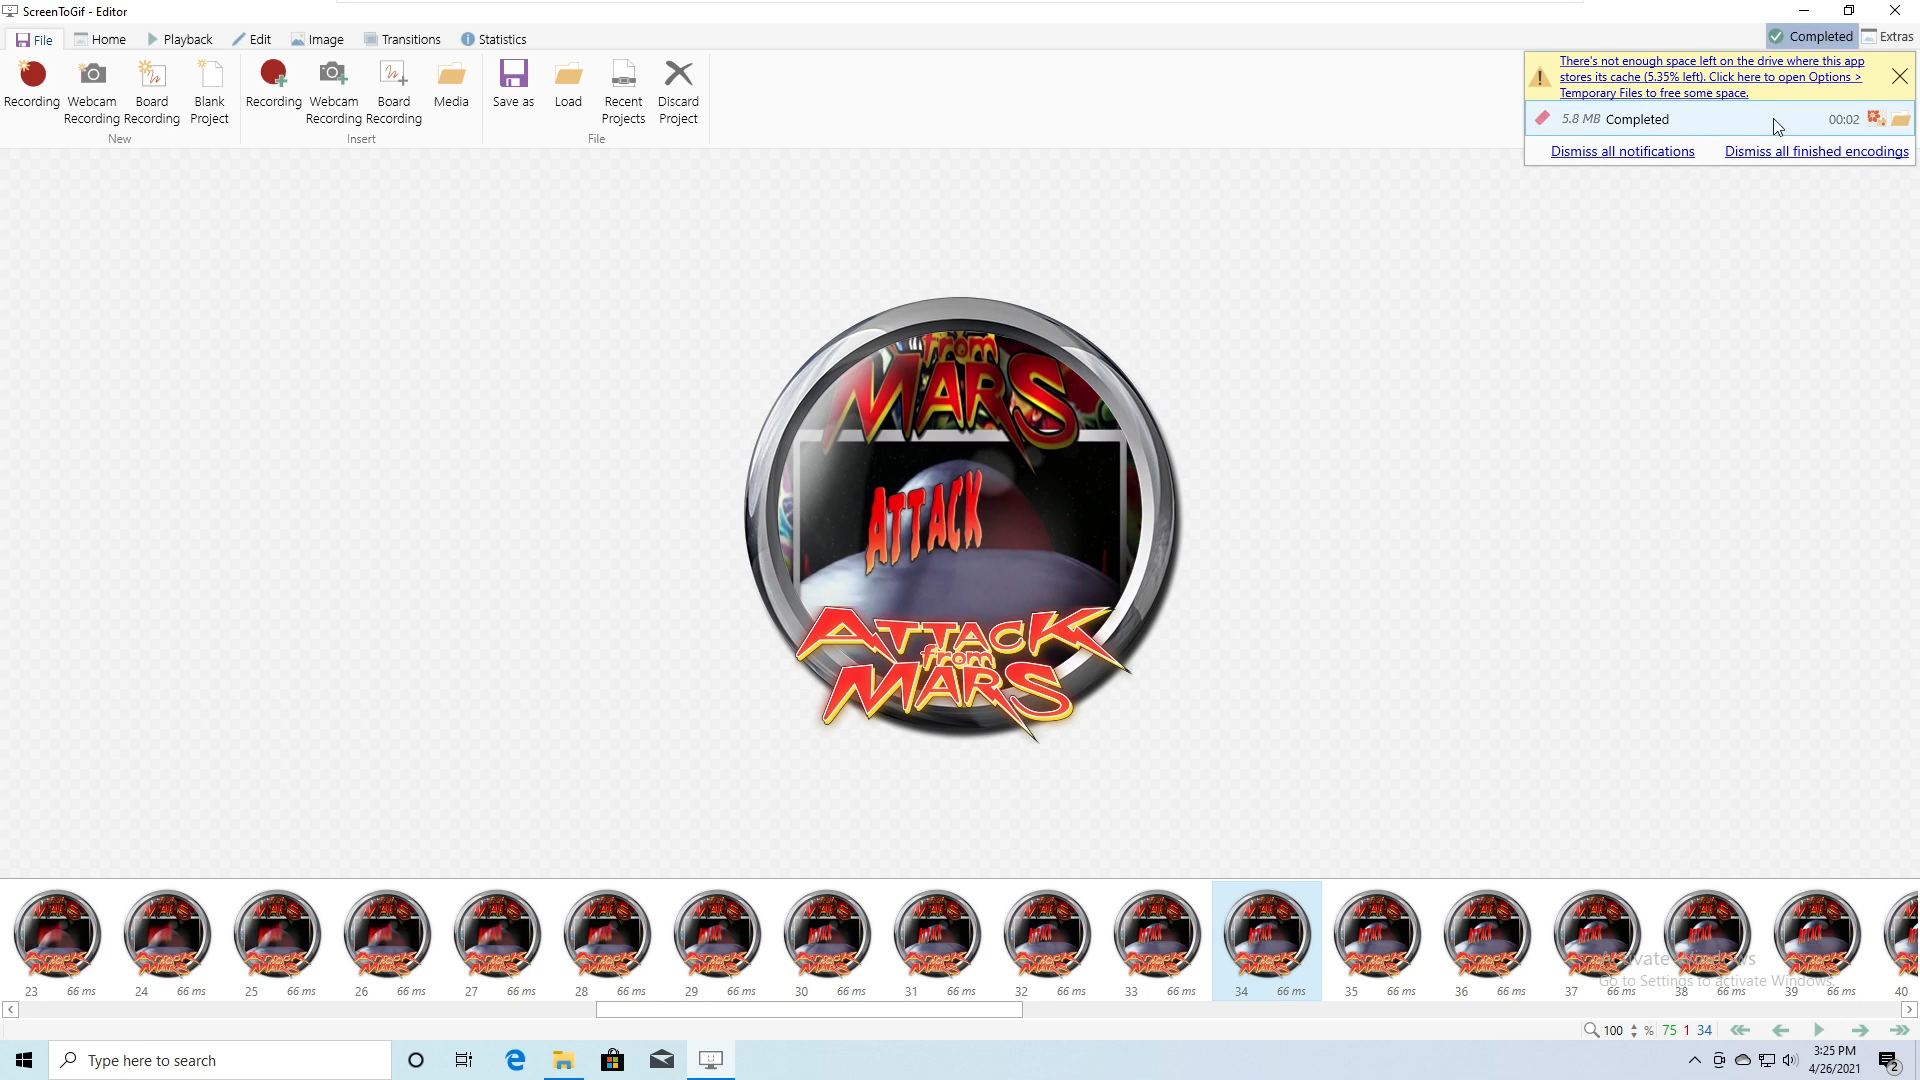 ScreenToGif - Editor
File Home Playback Edit Image Transitions Statistics
Completed Extras
Recording Webcam Recording Board Recording Blank Project
New
Recording Webcam Recording Board Recording Media
Insert
Save as Load Recent Projects Discard Project
File
There's not enough space left on the drive where this app
stores its cache (5.35% left). Click here to open Options >
Temporary Files to free some space.
5.8 MB Completed 00:02
Dismiss all notifications Dismiss all finished encodings
from
MARS
ATTACK
ATTACK
from
MARS
23 66 ms 24 66 ms 25 66 ms 26 66 ms 27 66 ms 28 66 ms 29 66 ms 30 66 ms 31 66 ms 32 66 ms 33 66 ms 34 66 ms 35 66 ms 36 66 ms 37 66 ms 38 66 ms 39 66 ms 40
Activate Windows
Go to Settings to activate Windows.
100 % 75 1 34
Type here to search
3:25 PM
4/26/2021
2